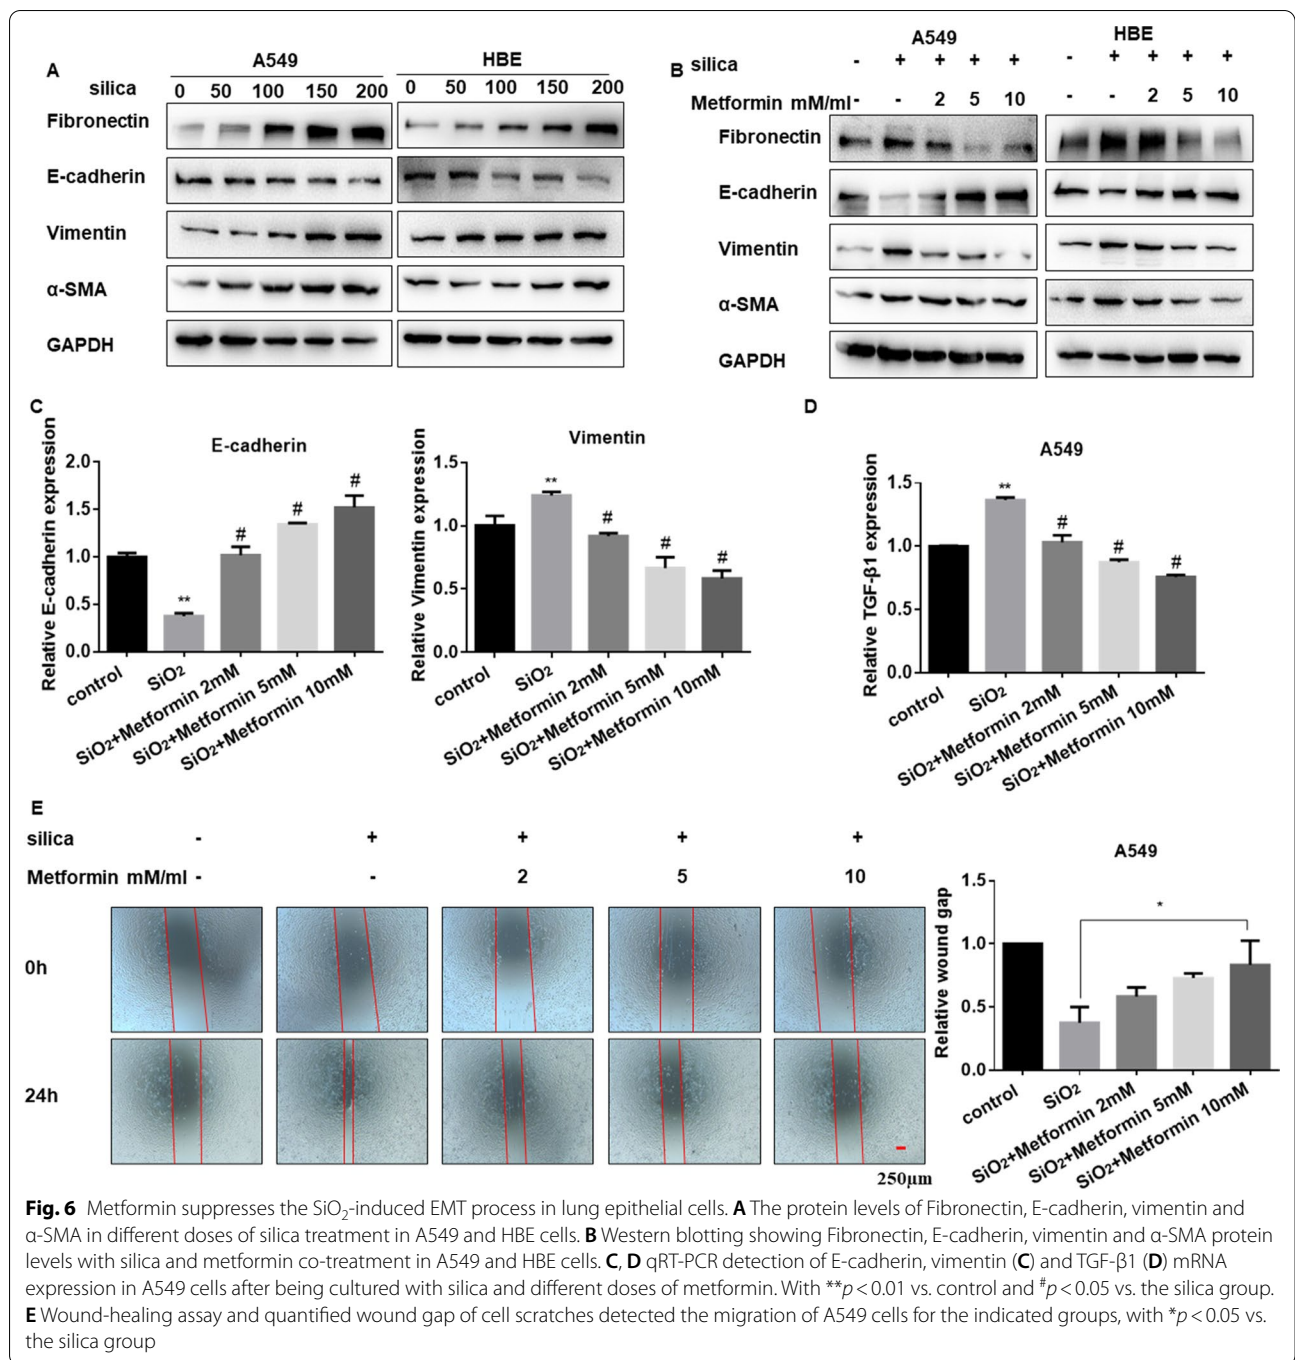 A
A549
HBE
silica 0 50 100 150 200 0 50 100 150 200
Fibronectin
E-cadherin
Vimentin
α-SMA
GAPDH
B
A549
HBE
silica - + + + + - + + + +
Metformin mM/ml - - 2 5 10 - - 2 5 10
Fibronectin
E-cadherin
Vimentin
α-SMA
GAPDH
C
E-cadherin
Relative E-cadherin expression
2.0
1.5
1.0
0.5
0.0
**
#
#
#
control
SiO2
SiO2+Metformin 2mM
SiO2+Metformin 5mM
SiO2+Metformin 10mM
Vimentin
Relative Vimentin expression
1.5
1.0
0.5
0.0
**
#
#
#
control
SiO2
SiO2+Metformin 2mM
SiO2+Metformin 5mM
SiO2+Metformin 10mM
D
A549
Relative TGF-β1 expression
1.5
1.0
0.5
0.0
**
#
#
#
control
SiO2
SiO2+Metformin 2mM
SiO2+Metformin 5mM
SiO2+Metformin 10mM
E
silica - + + + +
Metformin mM/ml - - 2 5 10
0h
24h
250μm
A549
Relative wound gap
1.5
1.0
0.5
0.0
*
control
SiO2
SiO2+Metformin 2mM
SiO2+Metformin 5mM
SiO2+Metformin 10mM
Fig. 6 Metformin suppresses the SiO2-induced EMT process in lung epithelial cells. A The protein levels of Fibronectin, E-cadherin, vimentin and
α-SMA in different doses of silica treatment in A549 and HBE cells. B Western blotting showing Fibronectin, E-cadherin, vimentin and α-SMA protein
levels with silica and metformin co-treatment in A549 and HBE cells. C, D qRT-PCR detection of E-cadherin, vimentin (C) and TGF-β1 (D) mRNA
expression in A549 cells after being cultured with silica and different doses of metformin. With **p < 0.01 vs. control and #p < 0.05 vs. the silica group.
E Wound-healing assay and quantified wound gap of cell scratches detected the migration of A549 cells for the indicated groups, with *p < 0.05 vs.
the silica group